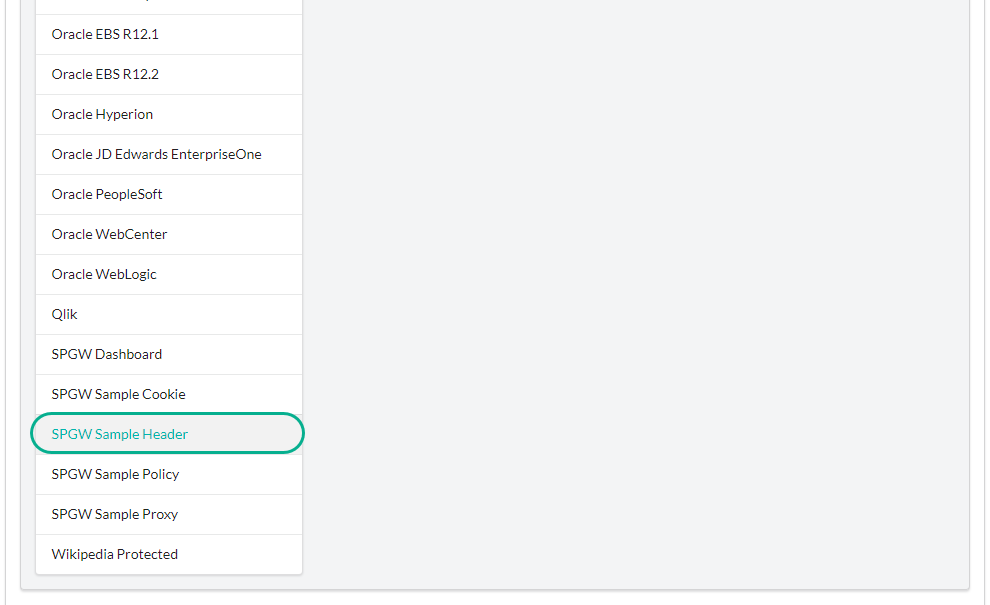 Oracle EBS R12.1
Oracle EBS R12.2
Oracle Hyperion
Oracle JD Edwards EnterpriseOne
Oracle PeopleSoft
Oracle WebCenter
Oracle WebLogic
Qlik
SPGW Dashboard
SPGW Sample Cookie
SPGW Sample Header
SPGW Sample Policy
SPGW Sample Proxy
Wikipedia Protected